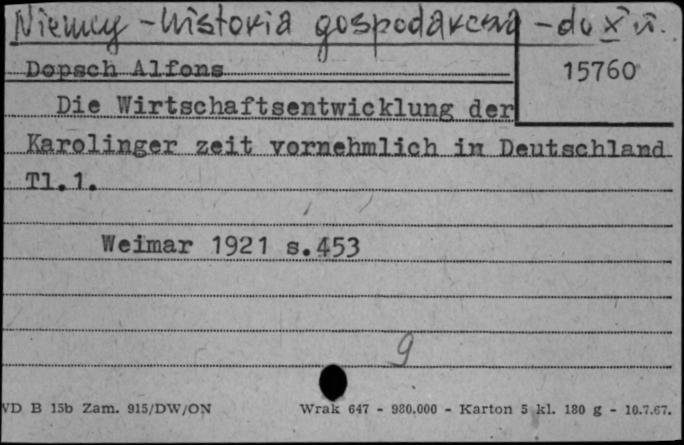 Niemcy - historia gospodarcza - do X w.
Dopsch Alfons
15760
Die Wirtschaftsentwicklung der
Karolinger zeit vornehmlich in Deutschland
Tl.1.
Weimar 1921 s.453
9
VD B 15b Zam. 915/DW/ON
Wrak 647 - 980.000 - Karton 5 kl. 180 g - 10.7.67.